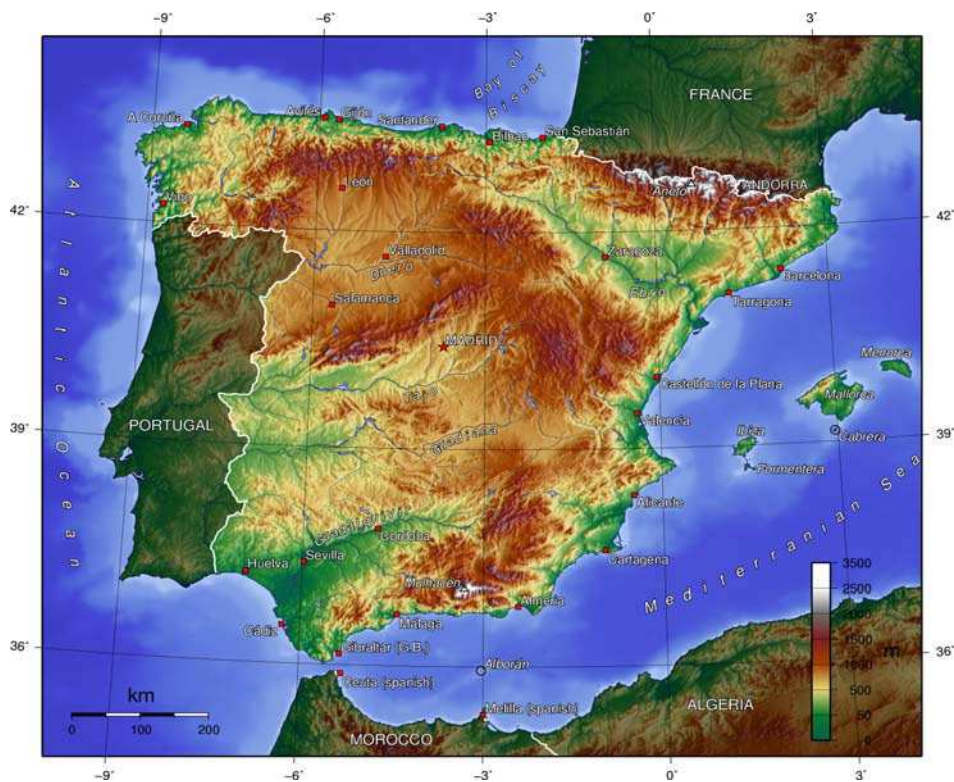 -9° -6° -3° 0° 3°
Bay of Biscay
FRANCE
A Coruña
Avilés
Gijón
Santander
Bilbao
San Sebastián
León
Aneto
ANDORRA
Vigo
42°
42°
Valladolid
Duero
Zaragoza
Barcelona
Ebro
Tarragona
Salamanca
MADRID
Menorca
Mallorca
Castellón de la Plana
Tajo
Valencia
Ibiza
Cabrera
PORTUGAL
39°
39°
Guadiana
Formentera
Atlantic Ocean
Alicante
Guadalquivir
Córdoba
Sevilla
Huelva
Cartagena
Mediterranean Sea
Mulhacén
Almería
Málaga
Cádiz
Gibraltar (G.B.)
36°
36°
Alborán
Ceuta (spanish)
Melilla (spanish)
3500
2500
1500
1000
500
50
0
m
km
0 100 200
MOROCCO
ALGERIA
-9° -6° -3° 0° 3°